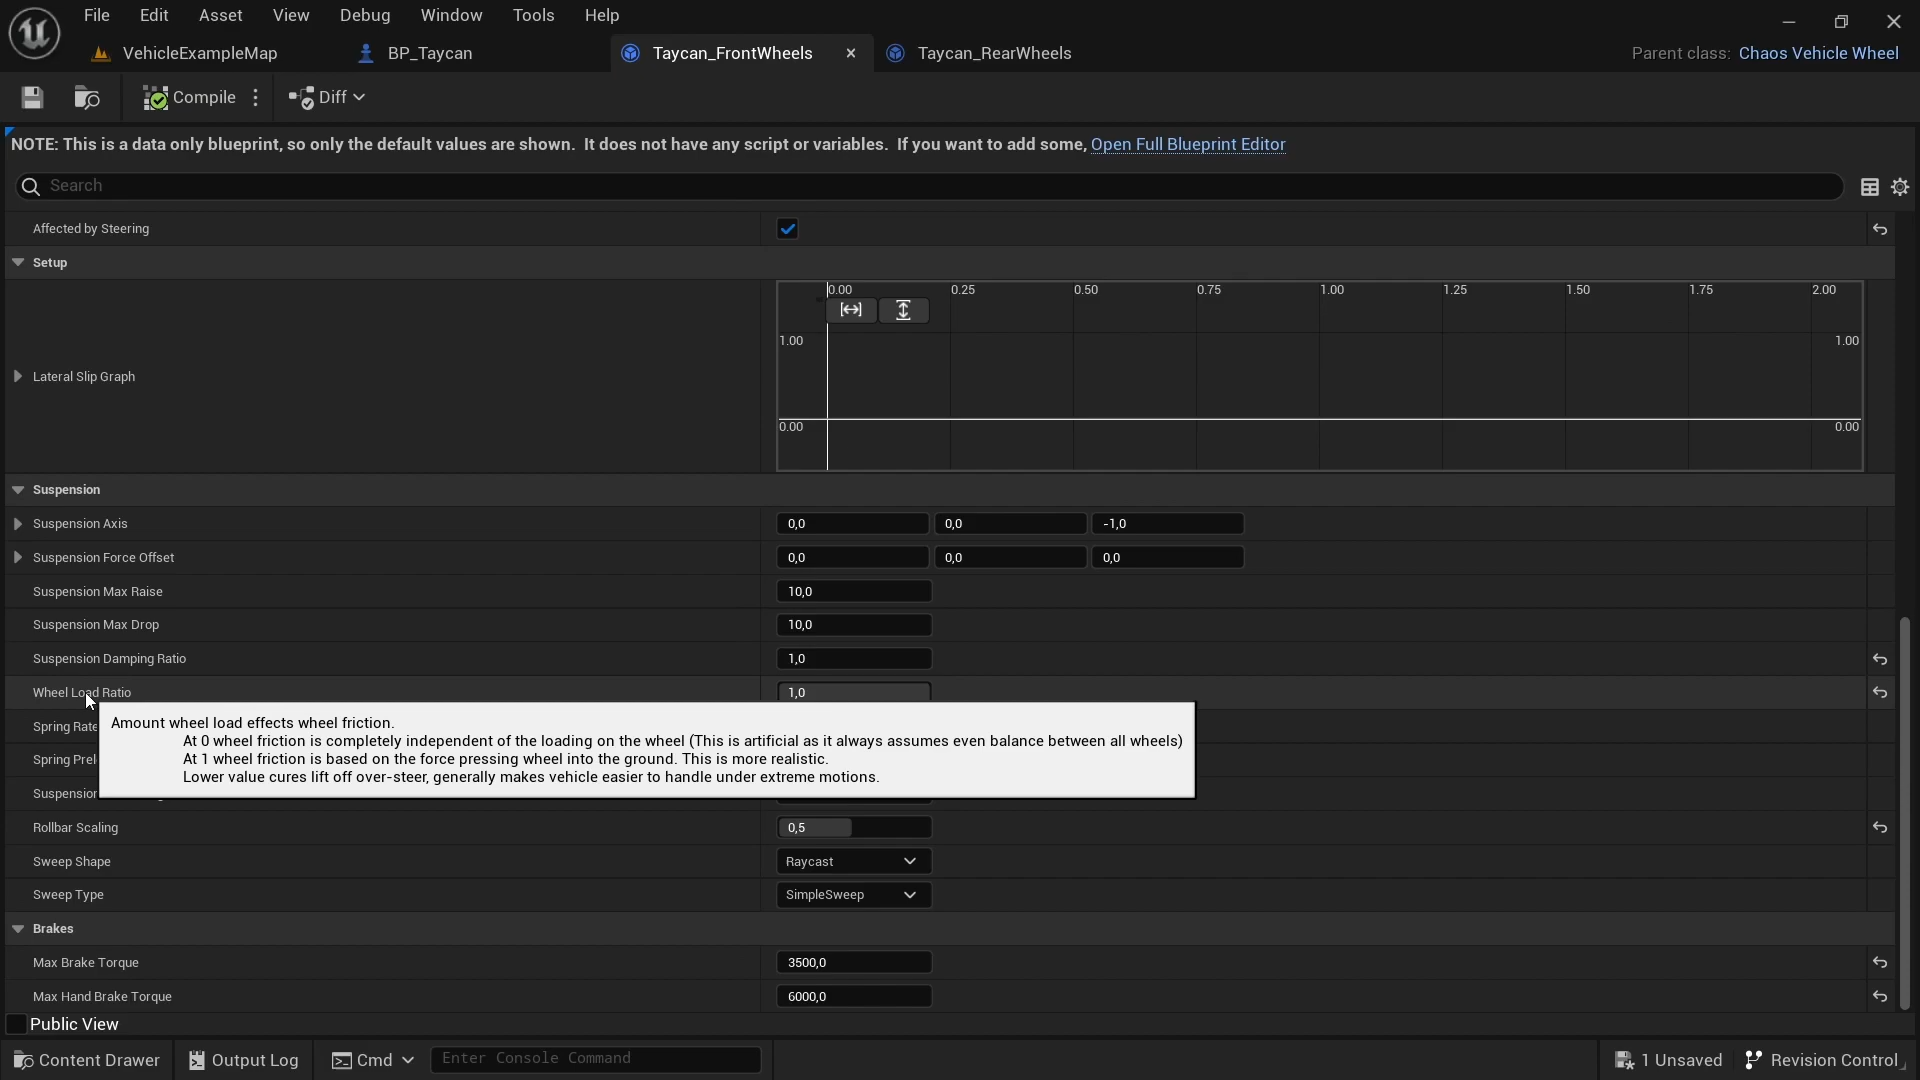 File Edit Asset View Debug Window Tools Help
VehicleExampleMap BP_Taycan Taycan_FrontWheels Taycan_RearWheels Parent class: Chaos Vehicle Wheel
Compile Diff
NOTE: This is a data only blueprint, so only the default values are shown. It does not have any script or variables. If you want to add some, Open Full Blueprint Editor
Search
Affected by Steering
Setup
0.00 0.25 0.50 0.75 1.00 1.25 1.50 1.75 2.00
1.00 1.00
Lateral Slip Graph
0.00 0.00
Suspension
Suspension Axis 0,0 0,0 -1,0
Suspension Force Offset 0,0 0,0 0,0
Suspension Max Raise 10,0
Suspension Max Drop 10,0
Suspension Damping Ratio 1,0
Wheel Load Ratio 1,0
Amount wheel load effects wheel friction.
Spring Rate
At 0 wheel friction is completely independent of the loading on the wheel (This is artificial as it always assumes even balance between all wheels)
At 1 wheel friction is based on the force pressing wheel into the ground. This is more realistic.
Spring Prel
Lower value cures lift off over-steer, generally makes vehicle easier to handle under extreme motions.
Suspension
Rollbar Scaling 0,5
Sweep Shape Raycast
Sweep Type SimpleSweep
Brakes
Max Brake Torque 3500,0
Max Hand Brake Torque 6000,0
Public View
Content Drawer Output Log Cmd Enter Console Command 1 Unsaved Revision Control